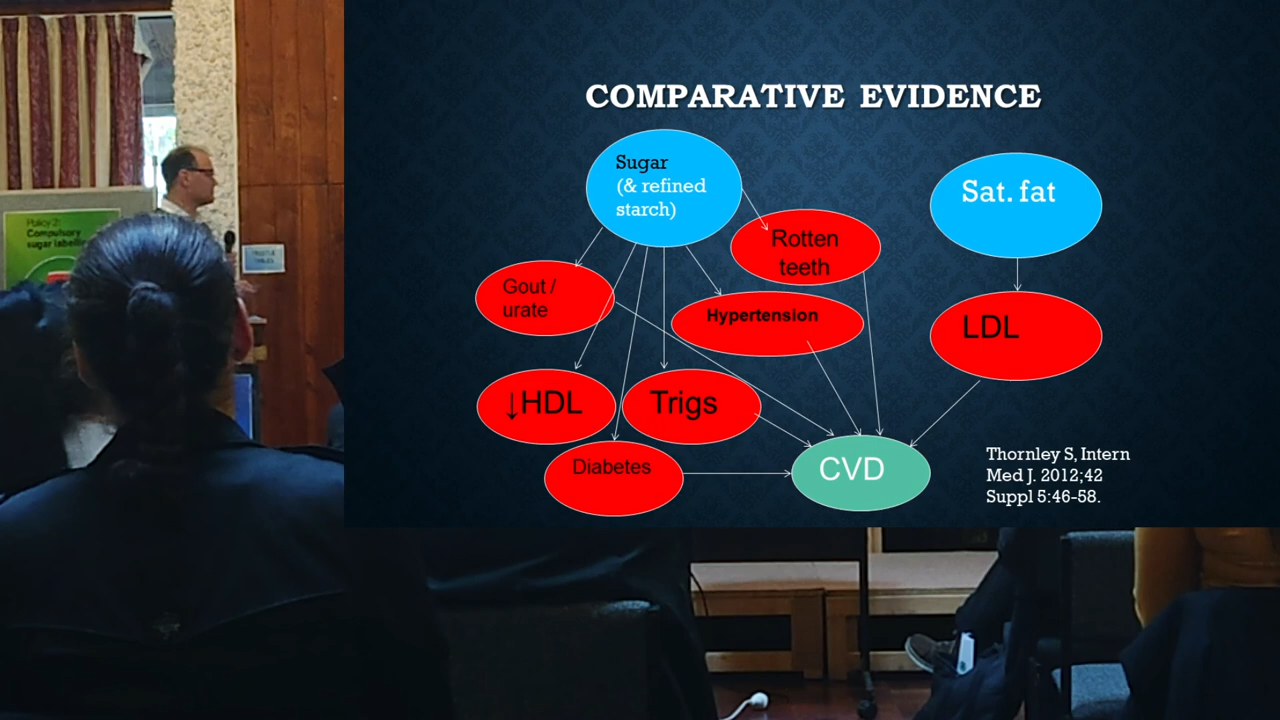 COMPARATIVE EVIDENCE
Sugar
(& refined
starch)
Sat. fat
Rotten
teeth
Gout /
urate
Hypertension
LDL
↓HDL
Trigs
Diabetes
CVD
Thornley S, Intern
Med J. 2012;42
Suppl 5:46-58.
Policy 2:
Compulsory
sugar labelling